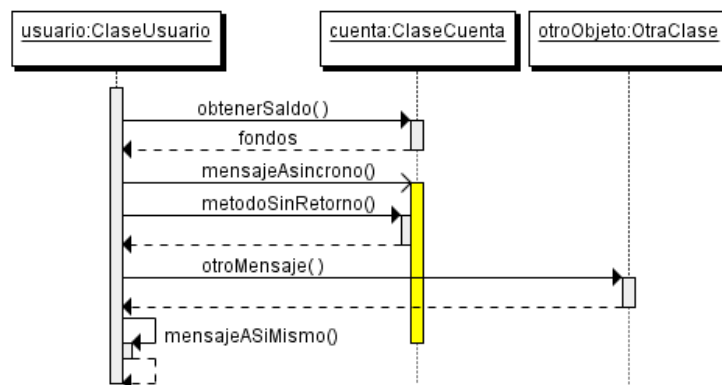 usuario:ClaseUsuario
cuenta:ClaseCuenta
otroObjeto:OtraClase
obtenerSaldo( )
fondos
mensajeAsincrono()
metodoSinRetorno()
otroMensaje( )
mensajeASiMismo()